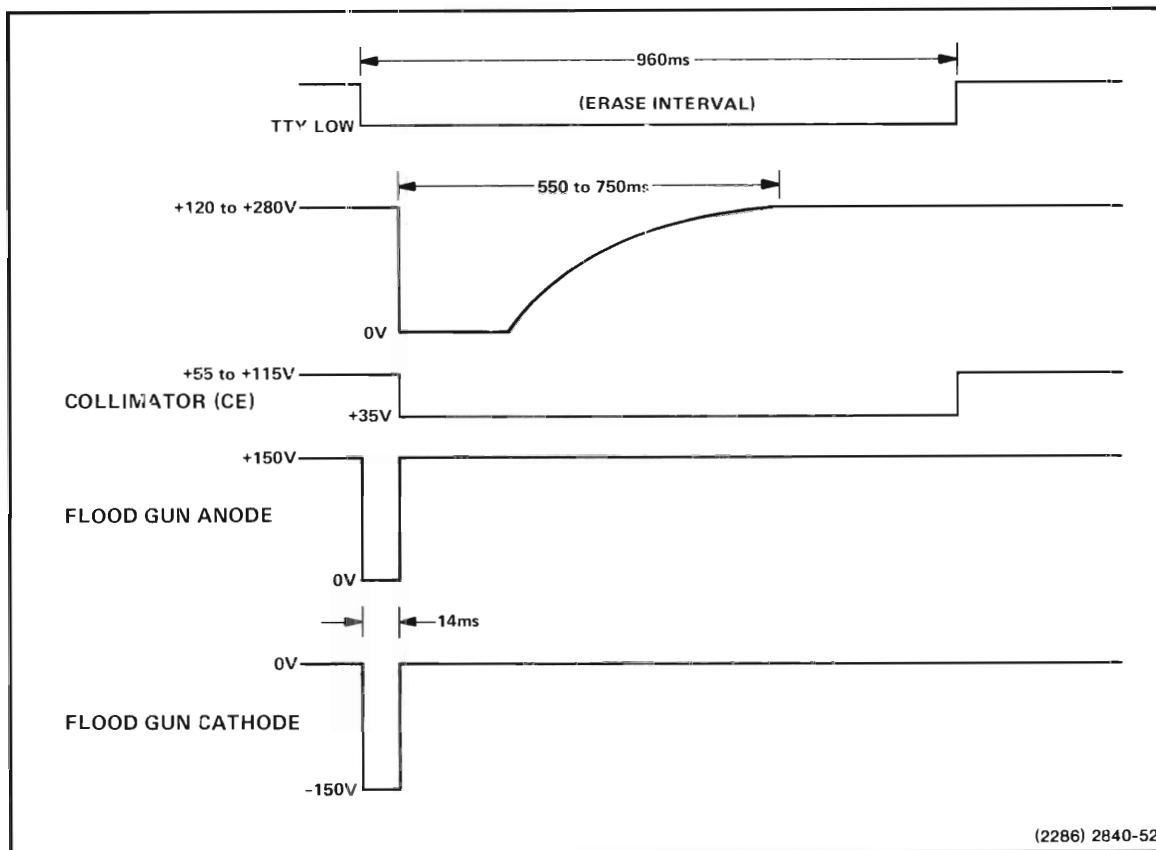 960ms
(ERASE INTERVAL)
TTY LOW
550 to 750ms
+120 to +280V
0V
+55 to +115V
COLLIMATOR (CE)
+35V
+150V
FLOOD GUN ANODE
0V
14ms
0V
FLOOD GUN CATHODE
-150V
(2286) 2840-52